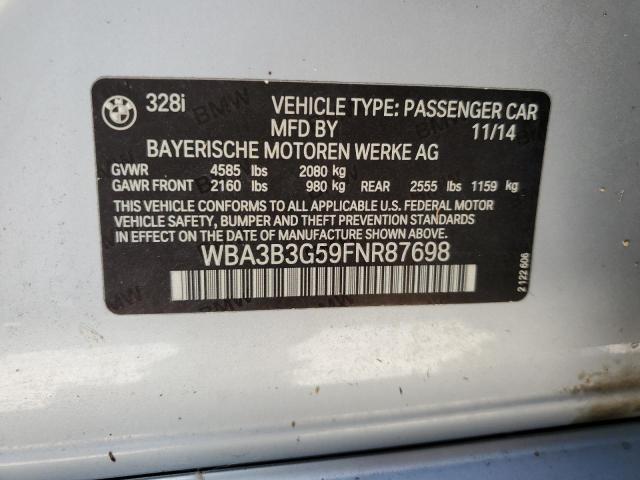 328i VEHICLE TYPE: PASSENGER CAR
MFD BY 11/14
BAYERISCHE MOTOREN WERKE AG
GVWR 4585 lbs 2080 kg
GAWR FRONT 2160 lbs 980 kg REAR 2555 lbs 1159 kg
THIS VEHICLE CONFORMS TO ALL APPLICABLE U.S. FEDERAL MOTOR
VEHICLE SAFETY, BUMPER AND THEFT PREVENTION STANDARDS
IN EFFECT ON THE DATE OF MANUFACTURE SHOWN ABOVE.
WBA3B3G59FNR87698
2 122 606